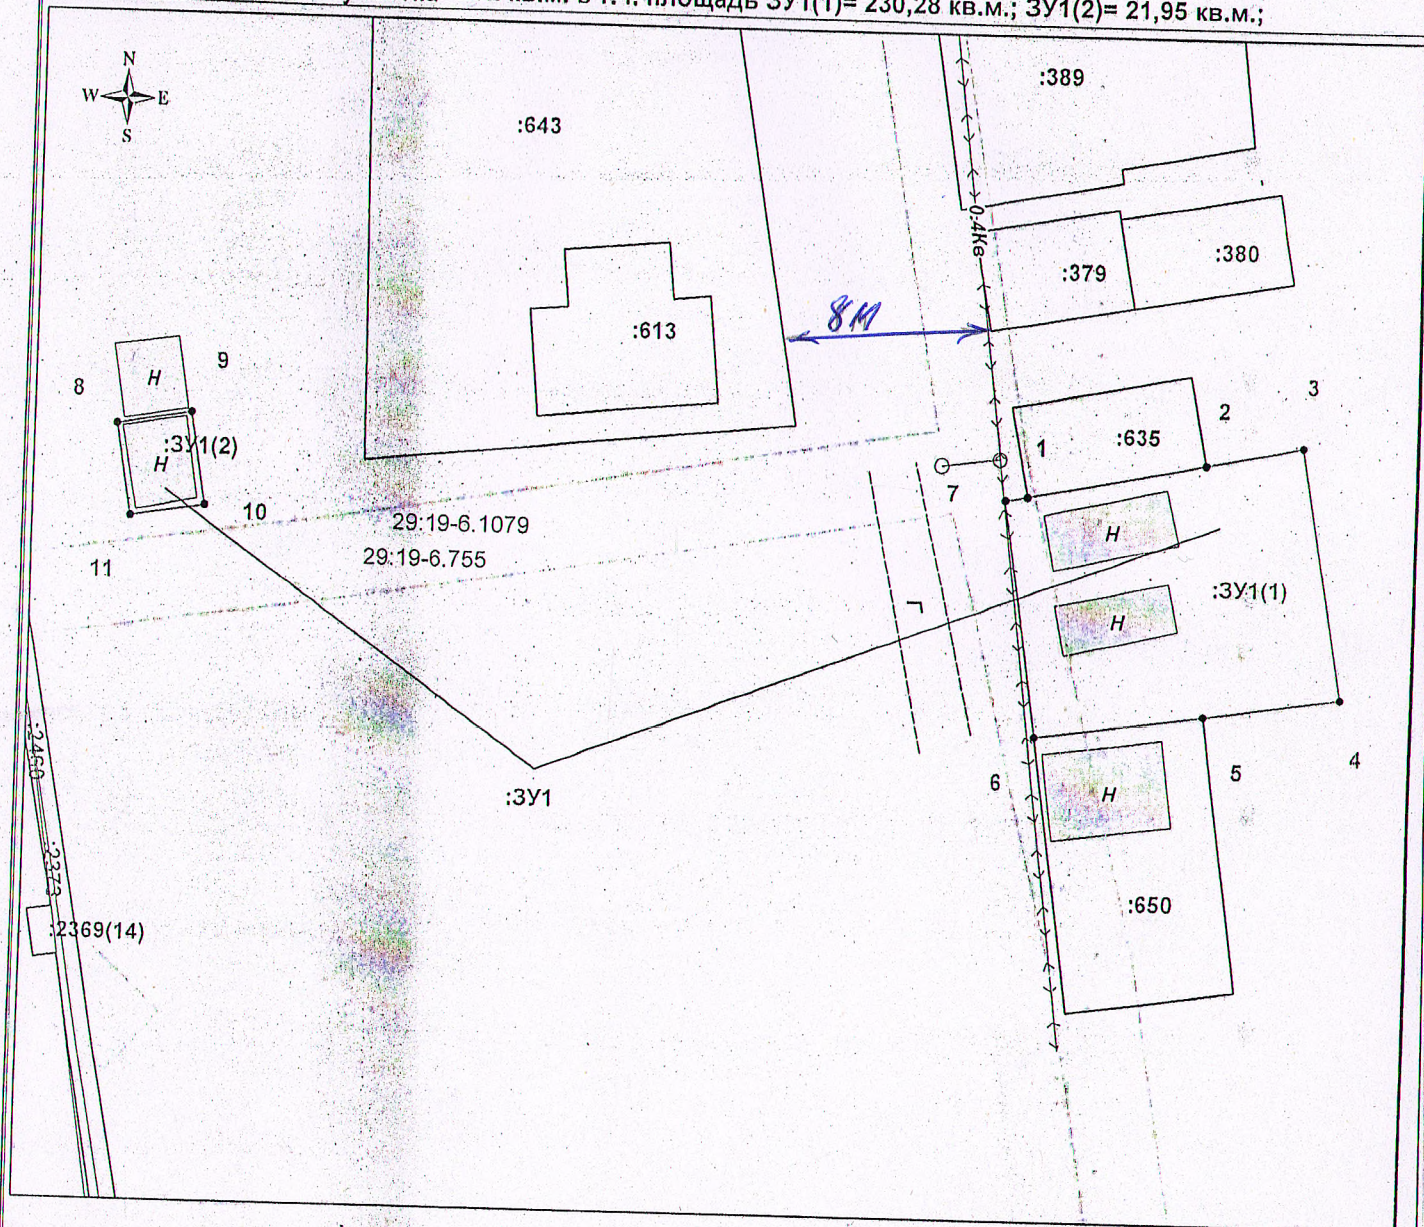 кв.м. в т.ч. площадь ЗУ1(1)= 230,28 кв.м.; ЗУ1(2)= 21,95 кв.м.;
N
W E
S
:389
:643
0.4Кв
:379
:380
8М
:613
9
8
Н
:ЗУ1(2)
Н
3
2
1
:635
7
10
29:19-6.1079
29:19-6.755
11
Н
:ЗУ1(1)
Г
Н
:2460
:ЗУ1
6
5
4
Н
:2373
:2369(14)
:650